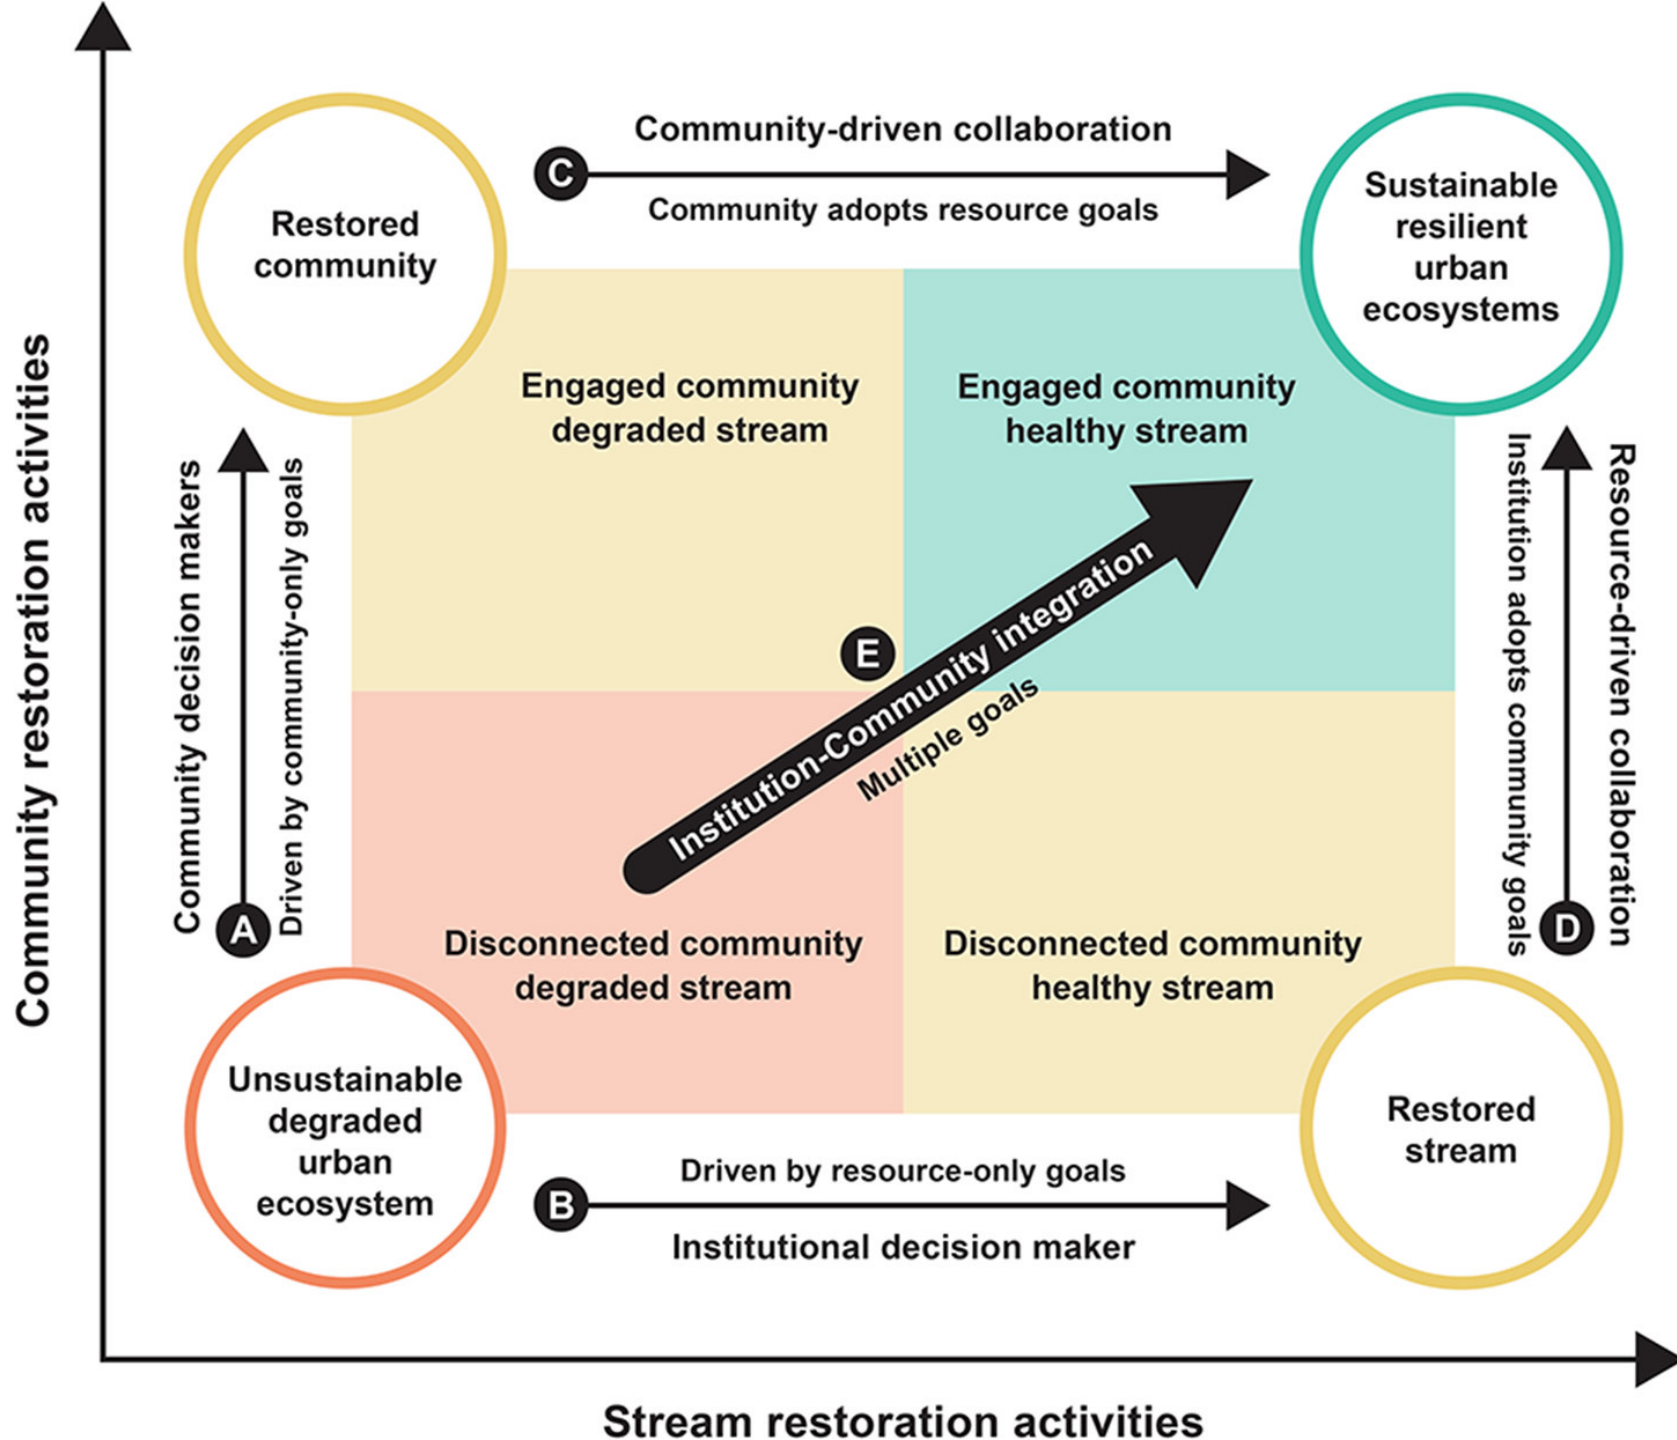 Community-driven collaboration
C
Community adopts resource goals
Restored
community
Sustainable
resilient
urban
ecosystems
Engaged community
degraded stream
Engaged community
healthy stream
Community restoration activities
Community decision makers
Driven by community-only goals
A
E
Institution-Community integration
Multiple goals
Institution adopts community goals
Resource-driven collaboration
D
Disconnected community
degraded stream
Disconnected community
healthy stream
Unsustainable
degraded
urban
ecosystem
Restored
stream
Driven by resource-only goals
B
Institutional decision maker
Stream restoration activities